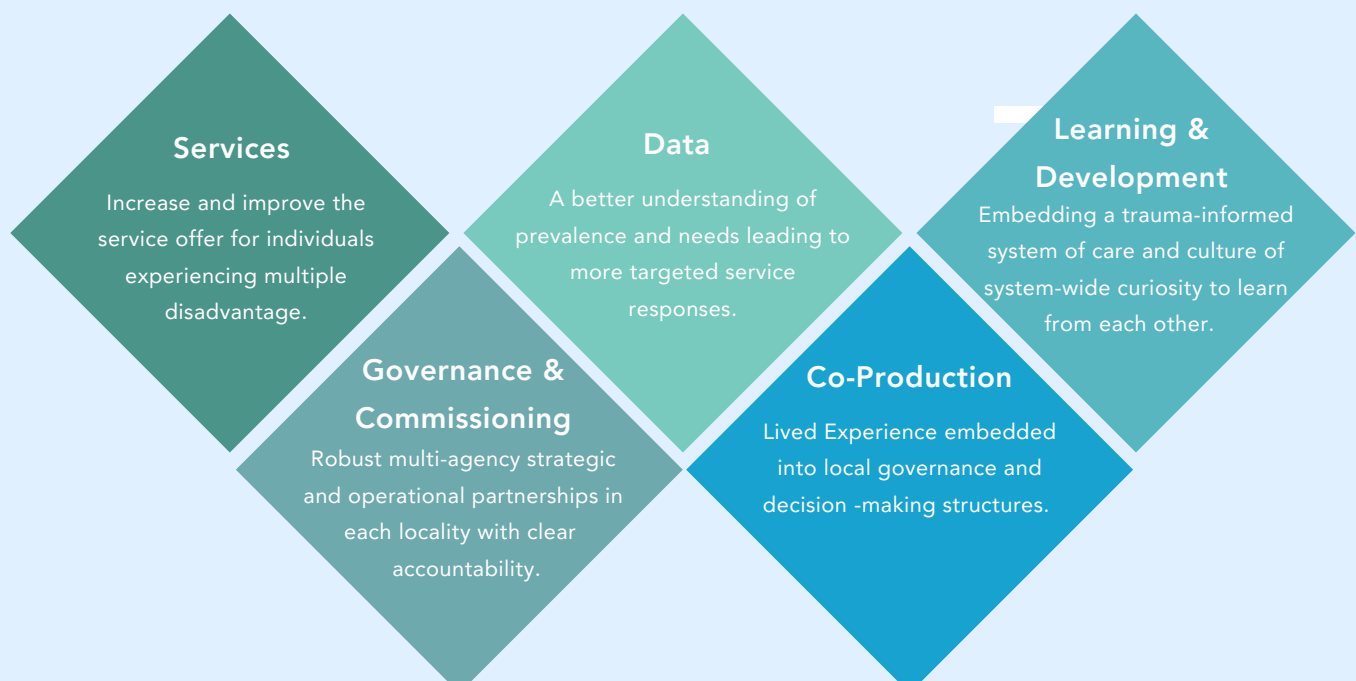 Services
Increase and improve the
service offer for individuals
experiencing multiple
disadvantage.
Governance &
Commissioning
Robust multi-agency strategic
and operational partnerships in
each locality with clear
accountability.
Data
A better understanding of
prevalence and needs leading to
more targeted service
responses.
Co-Production
Lived Experience embedded
into local governance and
decision -making structures.
Learning &
Development
Embedding a trauma-informed
system of care and culture of
system-wide curiosity to learn
from each other.